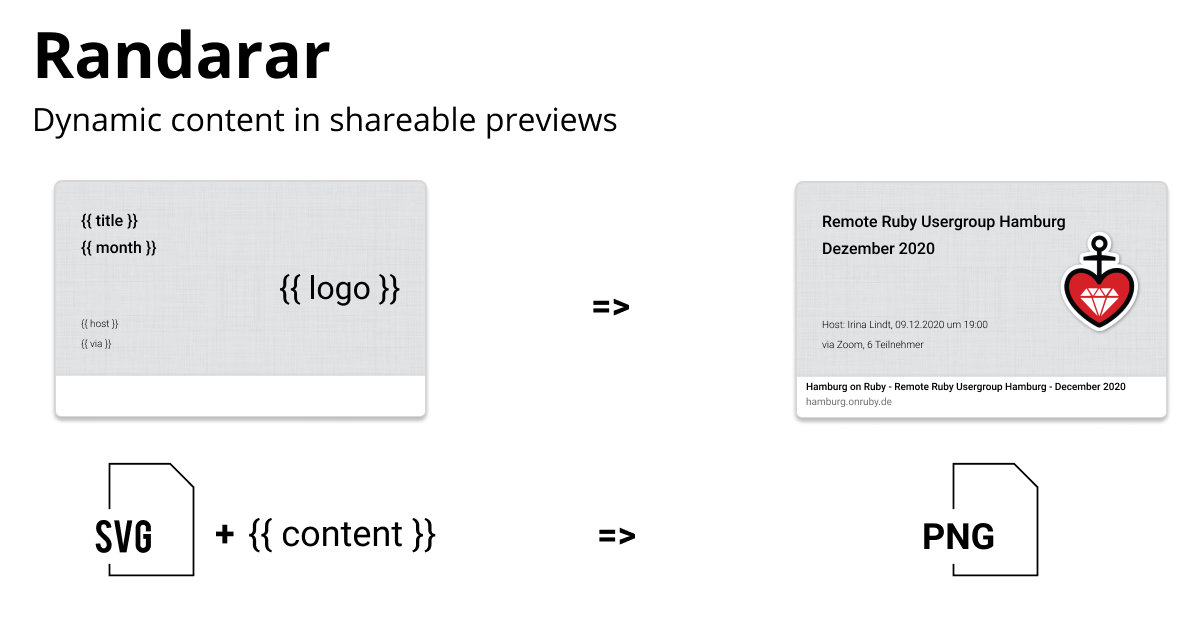 Randarar
Dynamic content in shareable previews
{{ title }}
{{ month }}
{{ logo }}
{{ host }}
{{ via }}
=>
Remote Ruby Usergroup Hamburg
Dezember 2020
Host: Irina Lindt, 09.12.2020 um 19:00
via Zoom, 6 Teilnehmer
Hamburg on Ruby - Remote Ruby Usergroup Hamburg - December 2020
hamburg.onruby.de
SVG + {{ content }} => PNG